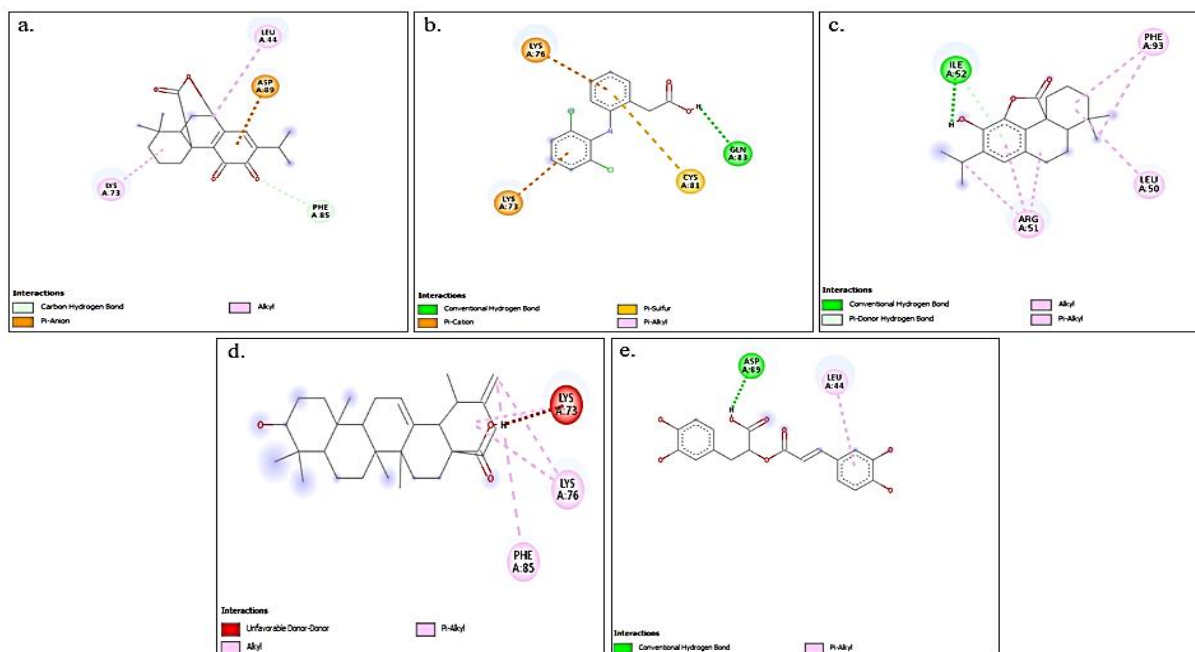 a.
LEU
A:44
ASP
A:89
LYS
A:73
PHE
A:85
Interactions
Carbon Hydrogen Bond
Pi-Anion
Alkyl
b.
LYS
A:76
Cl
H
GLN
A:83
Cl
CYS
A:81
LYS
A:73
Interactions
Conventional Hydrogen Bond
Pi-Cation
Pi-Sulfur
Pi-Alkyl
c.
PHE
A:93
ILE
A:52
H
LEU
A:50
ARG
A:51
Interactions
Conventional Hydrogen Bond
Pi-Donor Hydrogen Bond
Alkyl
Pi-Alkyl
d.
LYS
A:73
H
LYS
A:76
PHE
A:85
Interactions
Unfavorable Donor-Donor
Alkyl
Pi-Alkyl
e.
ASP
A:89
LEU
A:44
H
Interactions
Conventional Hydrogen Bond
Pi-Alkyl